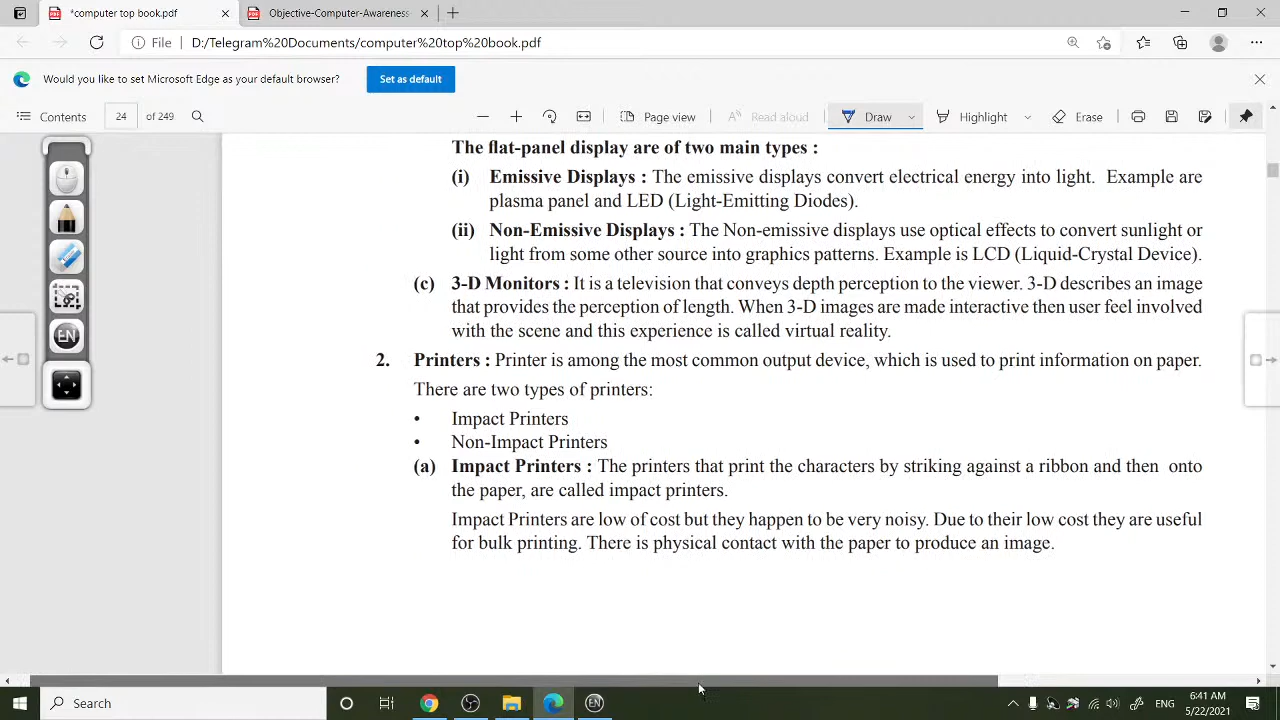 *computer top book.pdf
Objective-Computer-Awareness-
File
D:/Telegram%20Documents/computer%20top%20book.pdf
Would you like to set Microsoft Edge as your default browser?
Set as default
Contents
24
of 249
Page view
Read aloud
Draw
Highlight
Erase
The flat-panel display are of two main types :
(i) Emissive Displays : The emissive displays convert electrical energy into light. Example are
plasma panel and LED (Light-Emitting Diodes).
(ii) Non-Emissive Displays : The Non-emissive displays use optical effects to convert sunlight or
light from some other source into graphics patterns. Example is LCD (Liquid-Crystal Device).
(c) 3-D Monitors : It is a television that conveys depth perception to the viewer. 3-D describes an image
that provides the perception of length. When 3-D images are made interactive then user feel involved
with the scene and this experience is called virtual reality.
2. Printers : Printer is among the most common output device, which is used to print information on paper.
There are two types of printers:
• Impact Printers
• Non-Impact Printers
(a) Impact Printers : The printers that print the characters by striking against a ribbon and then onto
the paper, are called impact printers.
Impact Printers are low of cost but they happen to be very noisy. Due to their low cost they are useful
for bulk printing. There is physical contact with the paper to produce an image.
EN
Search
EN
ENG
6:41 AM
5/22/2021